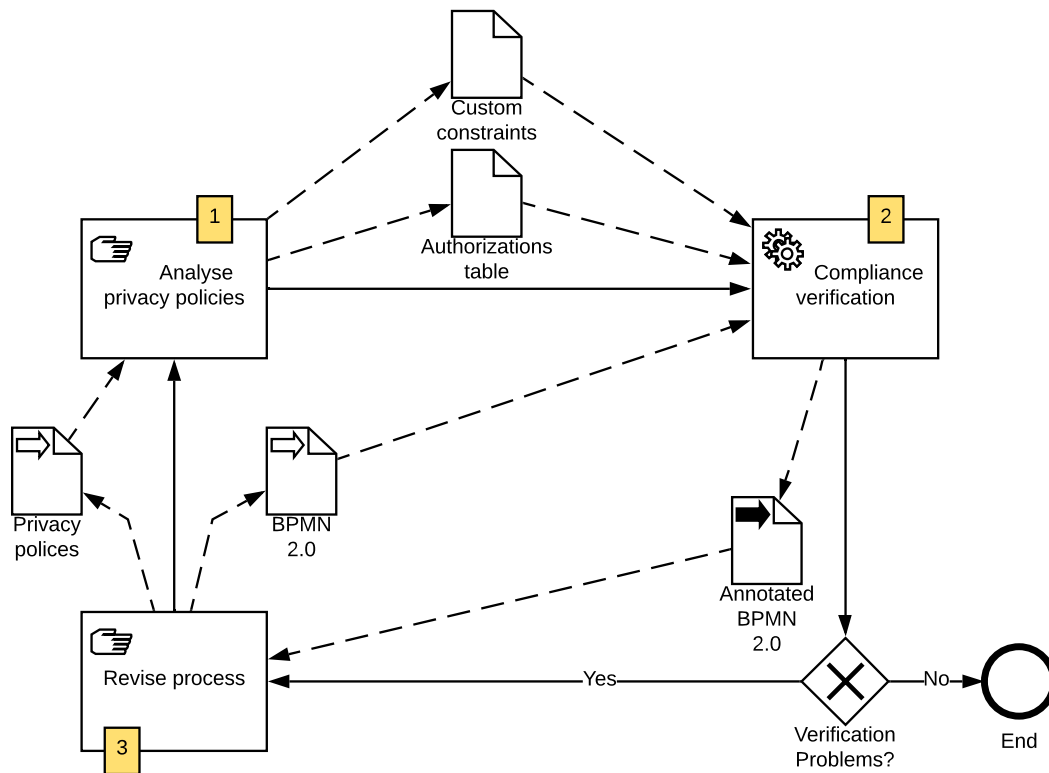 Custom
constraints
1
2
Authorizations
table
Analyse
privacy policies
Compliance
verification
Privacy
polices
BPMN
2.0
Annotated
BPMN
2.0
Revise process
3
Yes
No
Verification
Problems?
End